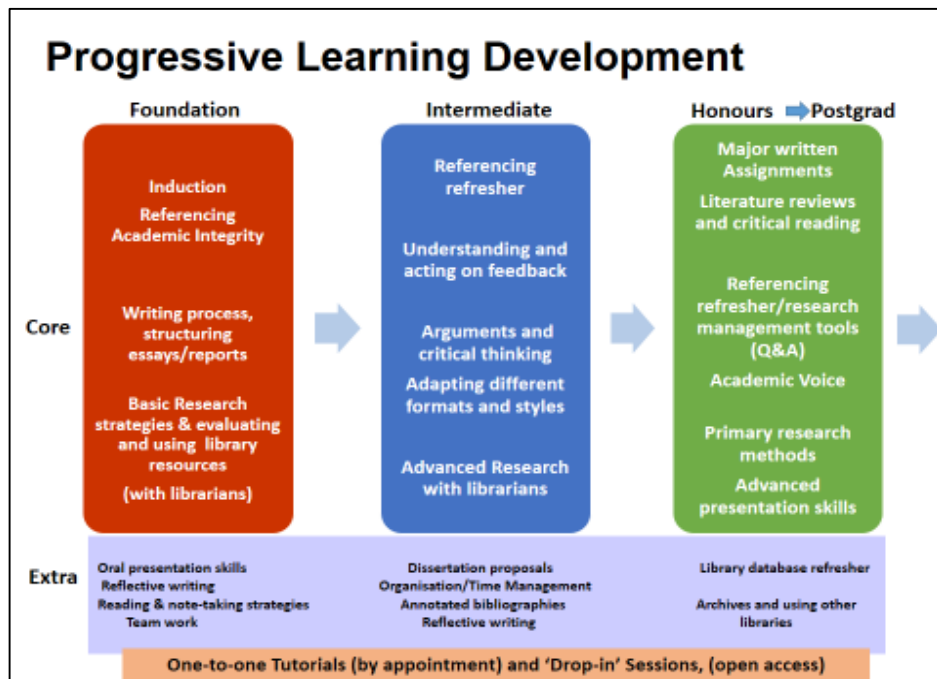 Progressive Learning Development
Foundation
Intermediate
Honours
Postgrad
Core
Induction
Referencing
Academic Integrity
Writing process,
structuring
essays/reports
Basic Research
strategies & evaluating
and using library
resources
(with librarians)
Referencing
refresher
Understanding and
acting on feedback
Arguments and
critical thinking
Adapting different
formats and styles
Advanced Research
with librarians
Major written
Assignments
Literature reviews
and critical reading
Referencing
refresher/research
management tools
(Q&A)
Academic Voice
Primary research
methods
Advanced
presentation skills
Extra
Oral presentation skills
Reflective writing
Reading & note-taking strategies
Team work
Dissertation proposals
Organisation/Time Management
Annotated bibliographies
Reflective writing
Library database refresher
Archives and using other
libraries
One-to-one Tutorials (by appointment) and ‘Drop-in’ Sessions, (open access)